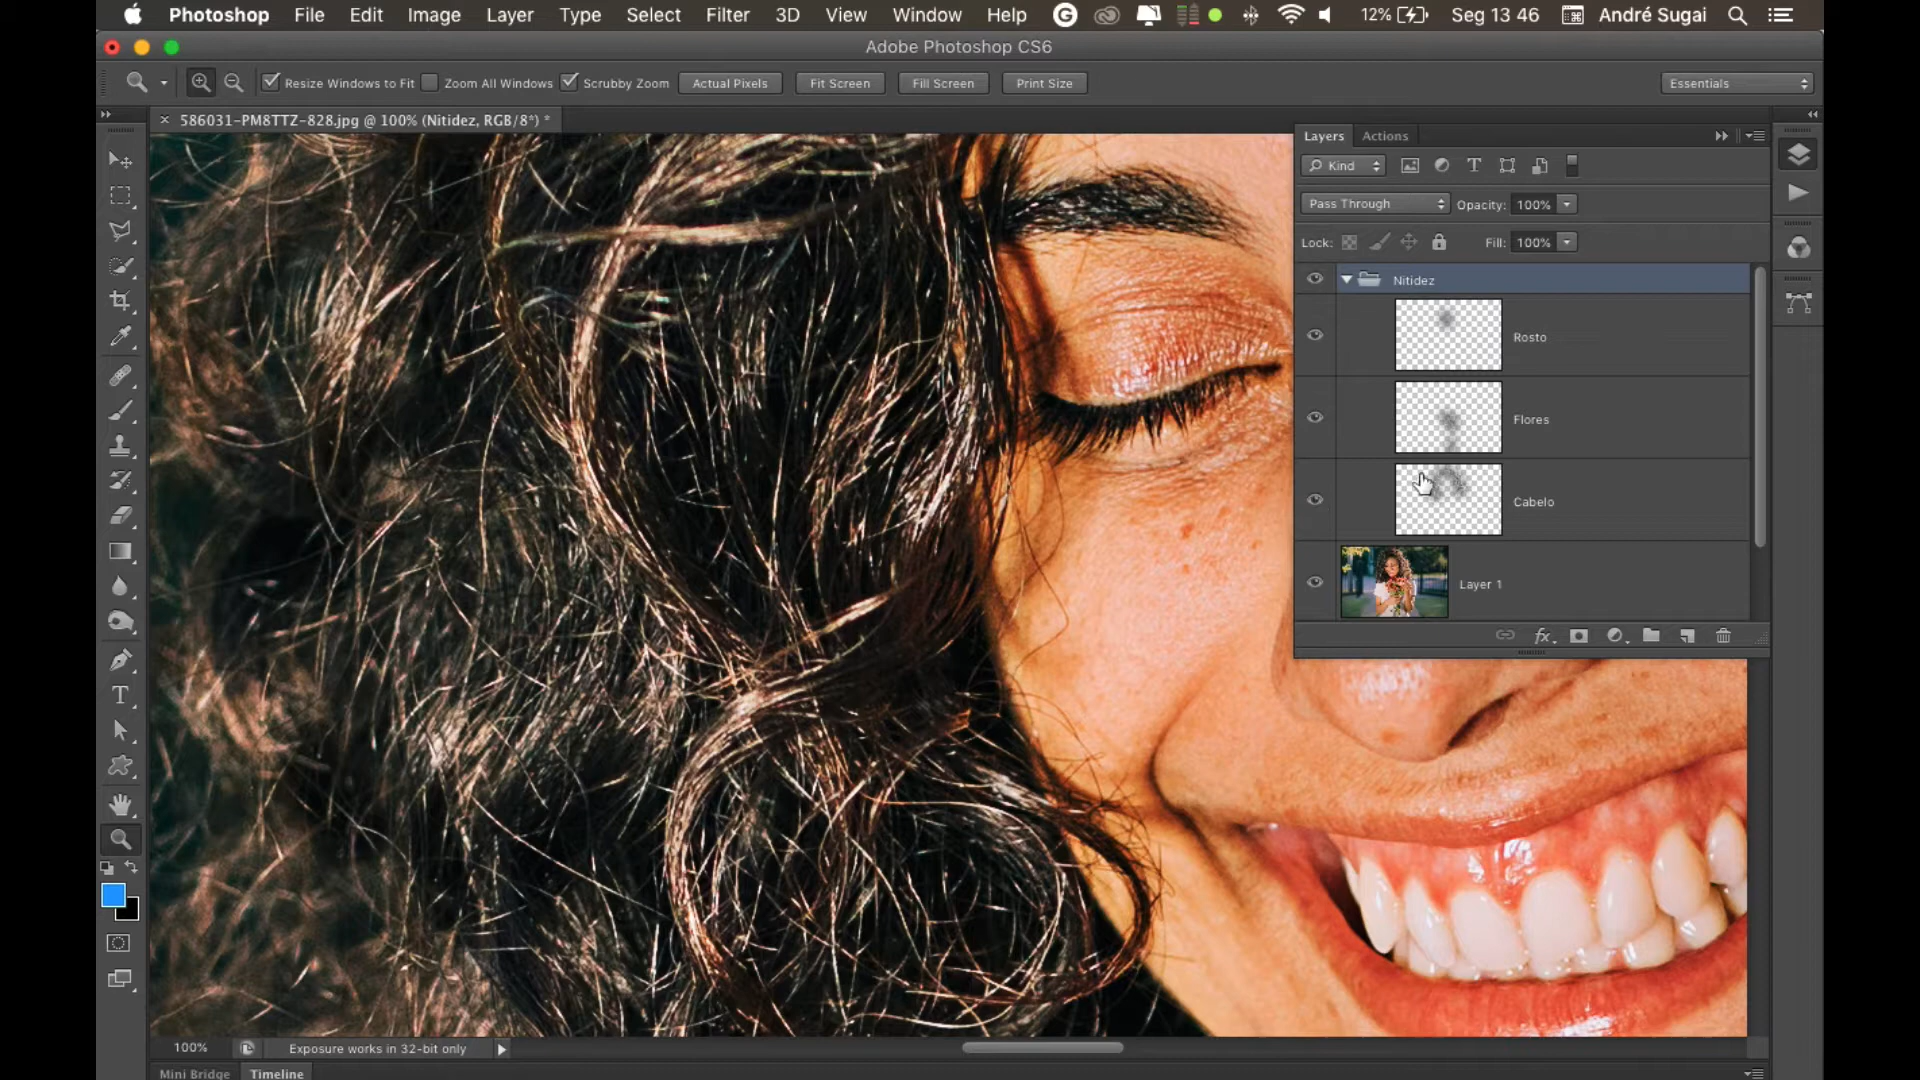 Photoshop File Edit Image Layer Type Select Filter 3D View Window Help 12% Seg 13 46 André Sugai
Adobe Photoshop CS6
Resize Windows to Fit Zoom All Windows Scrubby Zoom Actual Pixels Fit Screen Fill Screen Print Size Essentials
586031-PM8TTZ-828.jpg @ 100% (Nitidez, RGB/8*) *
Layers Actions
Kind
Pass Through Opacity: 100%
Lock: Fill: 100%
Nitidez
Rosto
Flores
Cabelo
Layer 1
100% Exposure works in 32-bit only
Mini Bridge Timeline